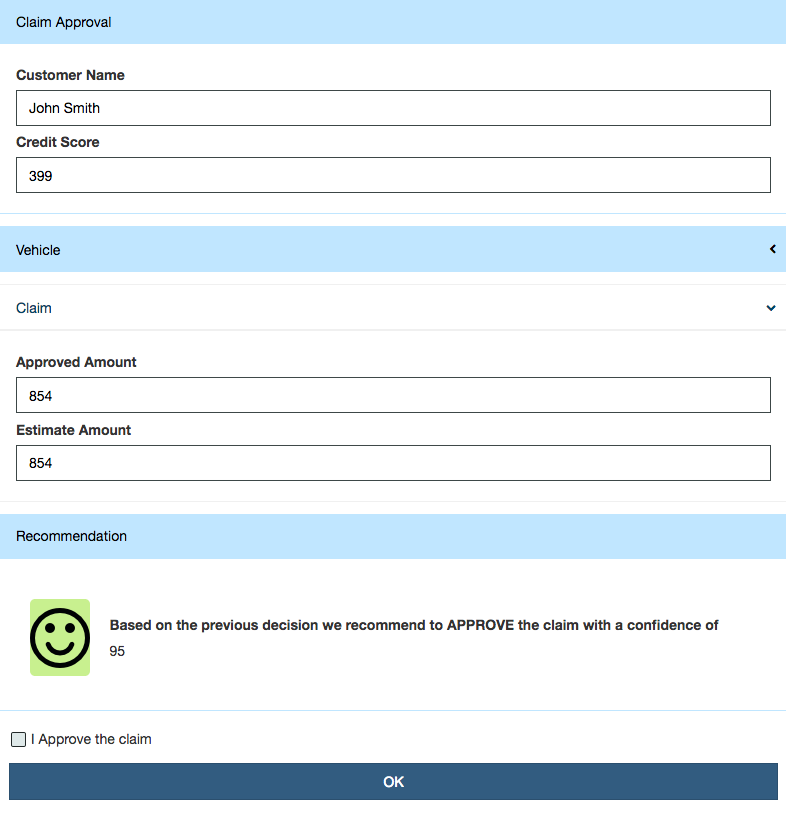 Claim Approval
Customer Name
John Smith
Credit Score
399
Vehicle
Claim
Approved Amount
854
Estimate Amount
854
Recommendation
Based on the previous decision we recommend to APPROVE the claim with a confidence of
95
I Approve the claim
OK